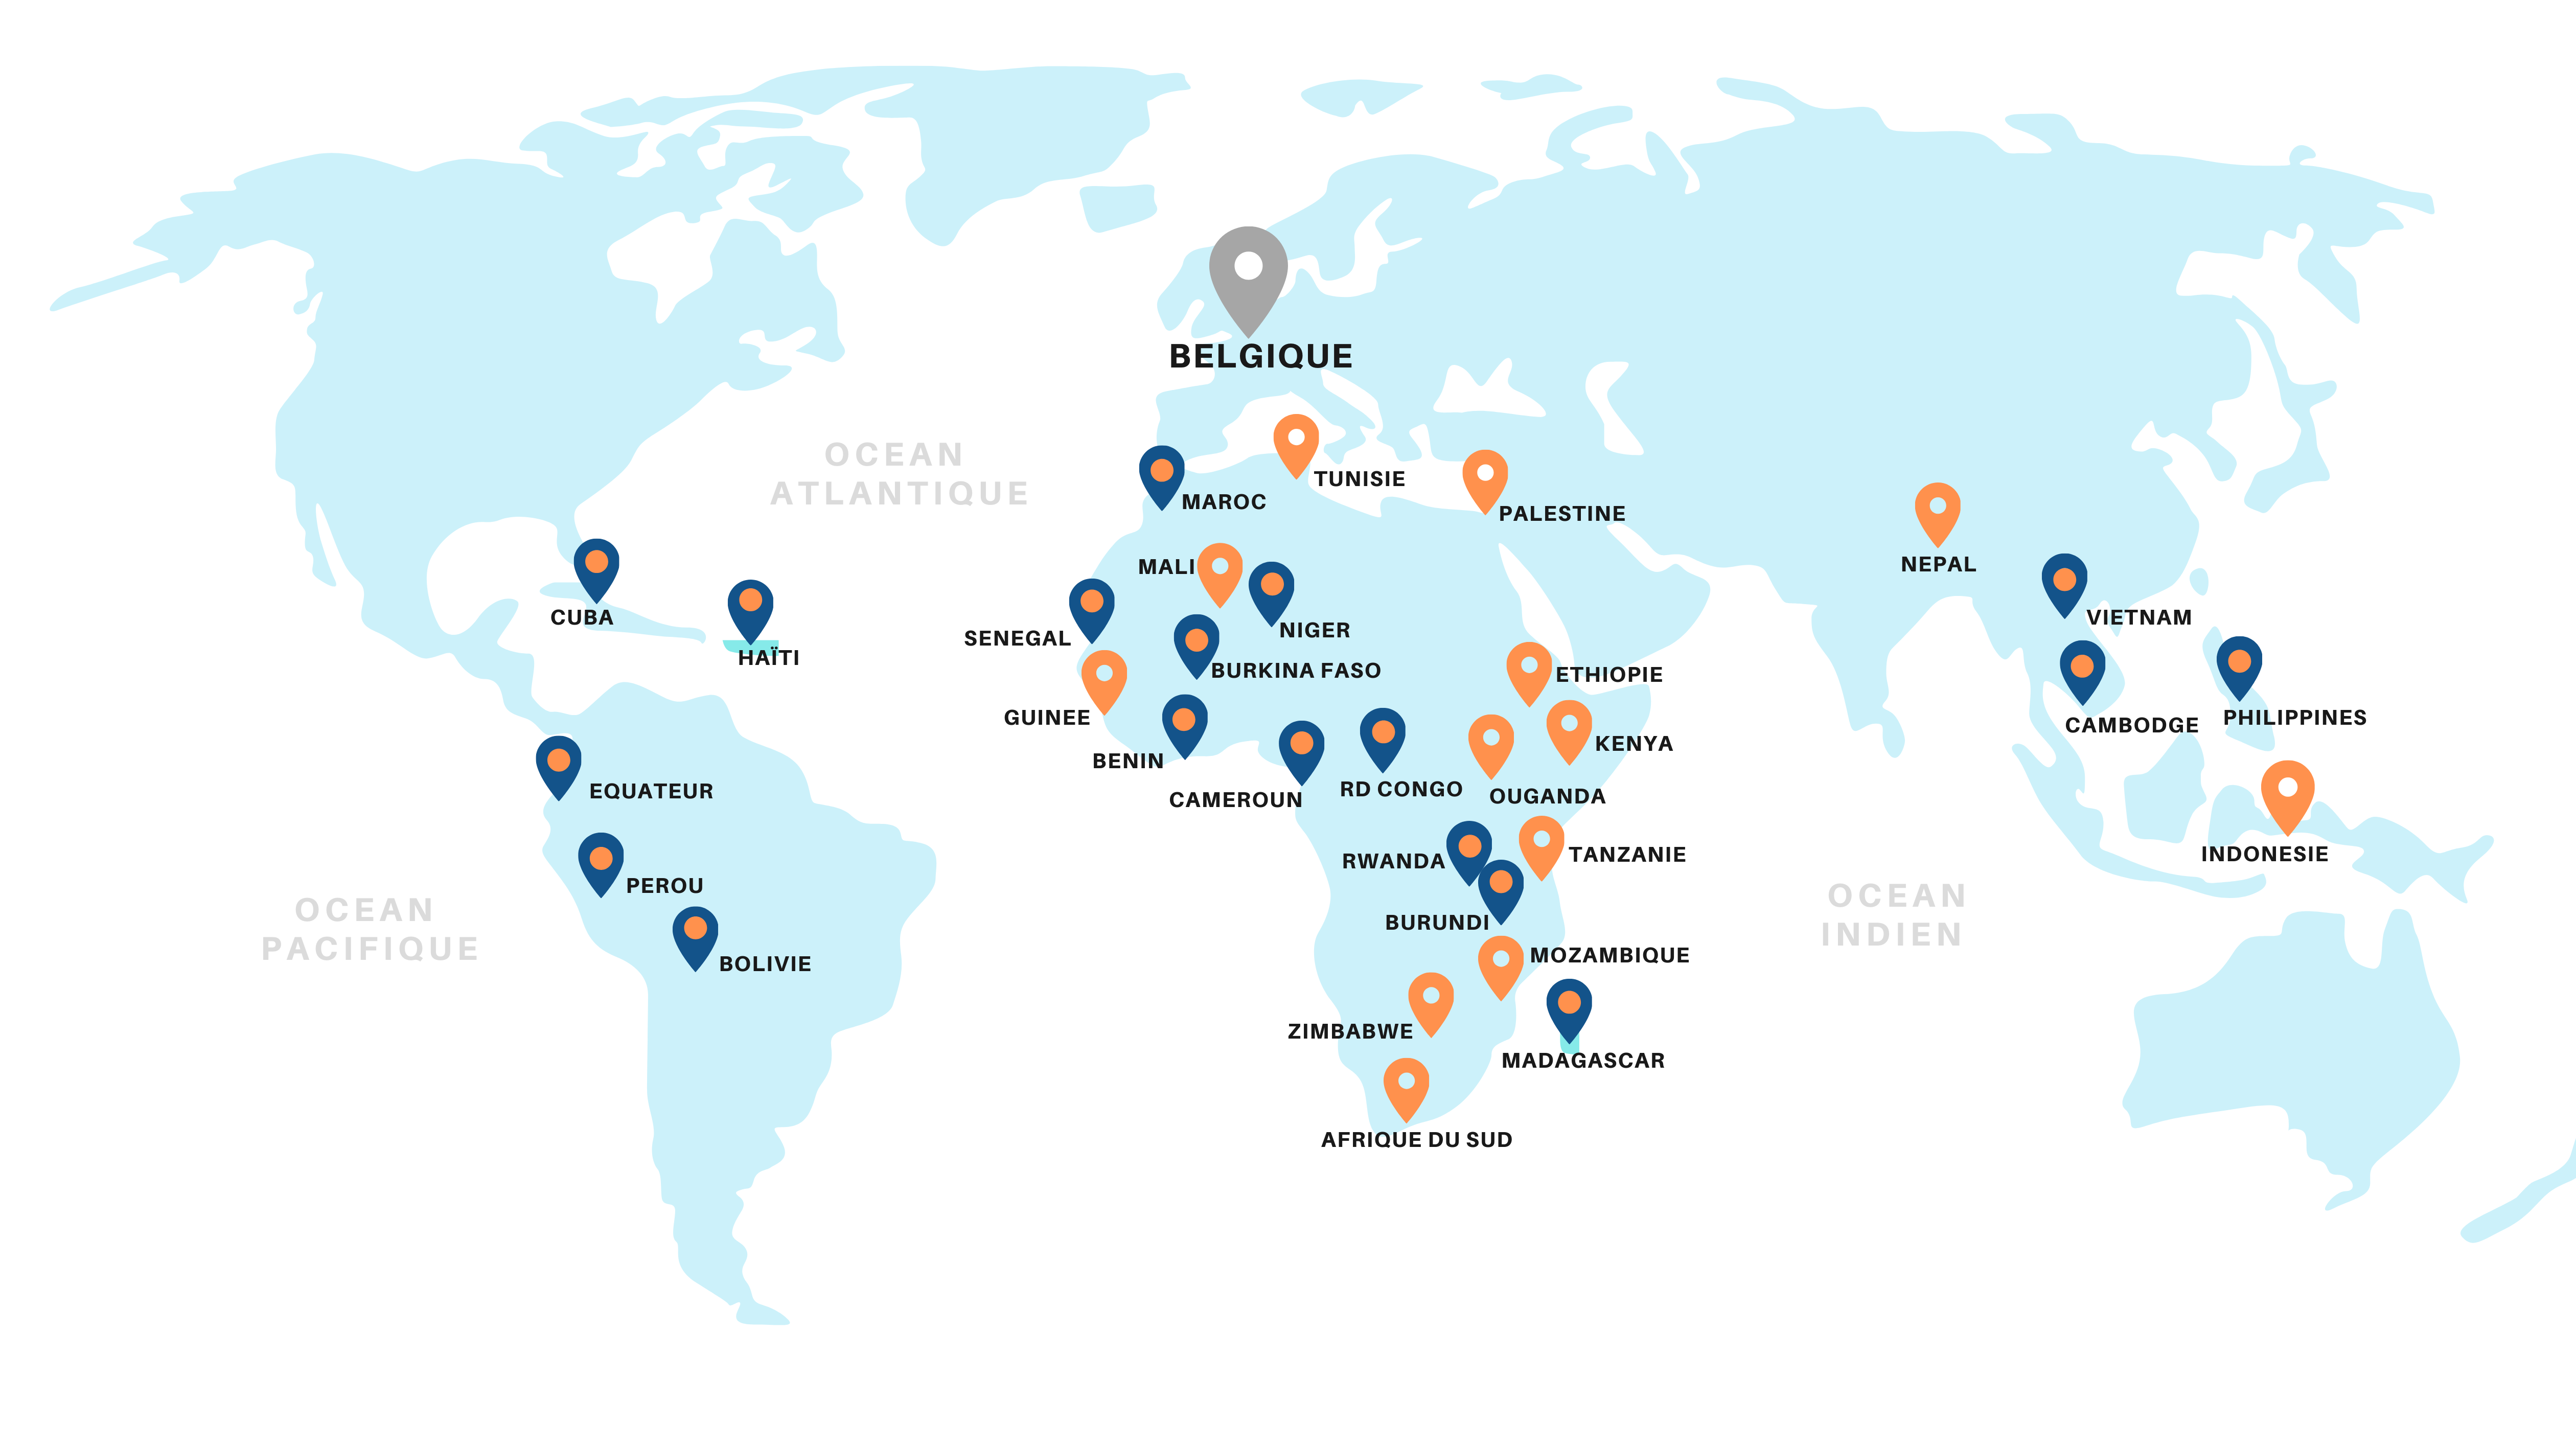 BELGIQUE
OCEAN
ATLANTIQUE
TUNISIE
MAROC
PALESTINE
MALI
NEPAL
CUBA
HAÏTI
SENEGAL
NIGER
VIETNAM
BURKINA FASO
ETHIOPIE
GUINEE
CAMBODGE
PHILIPPINES
BENIN
KENYA
EQUATEUR
CAMEROUN
RD CONGO
OUGANDA
RWANDA
TANZANIE
INDONESIE
PEROU
OCEAN
PACIFIQUE
BURUNDI
OCEAN
INDIEN
BOLIVIE
MOZAMBIQUE
ZIMBABWE
MADAGASCAR
AFRIQUE DU SUD